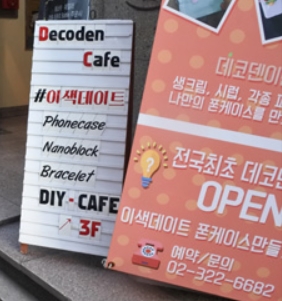 Decoden
Cafe
#이색데이트
Phonecase
Nanoblock
Bracelet
DIY - CAFE
↗ 3F
데코덴이
생크림, 시럽, 각종 파
나만의 폰케이스를 만
전국최초 데코덴
OPEN
이색데이트 폰케이스만들
예약/문의
02-322-6682